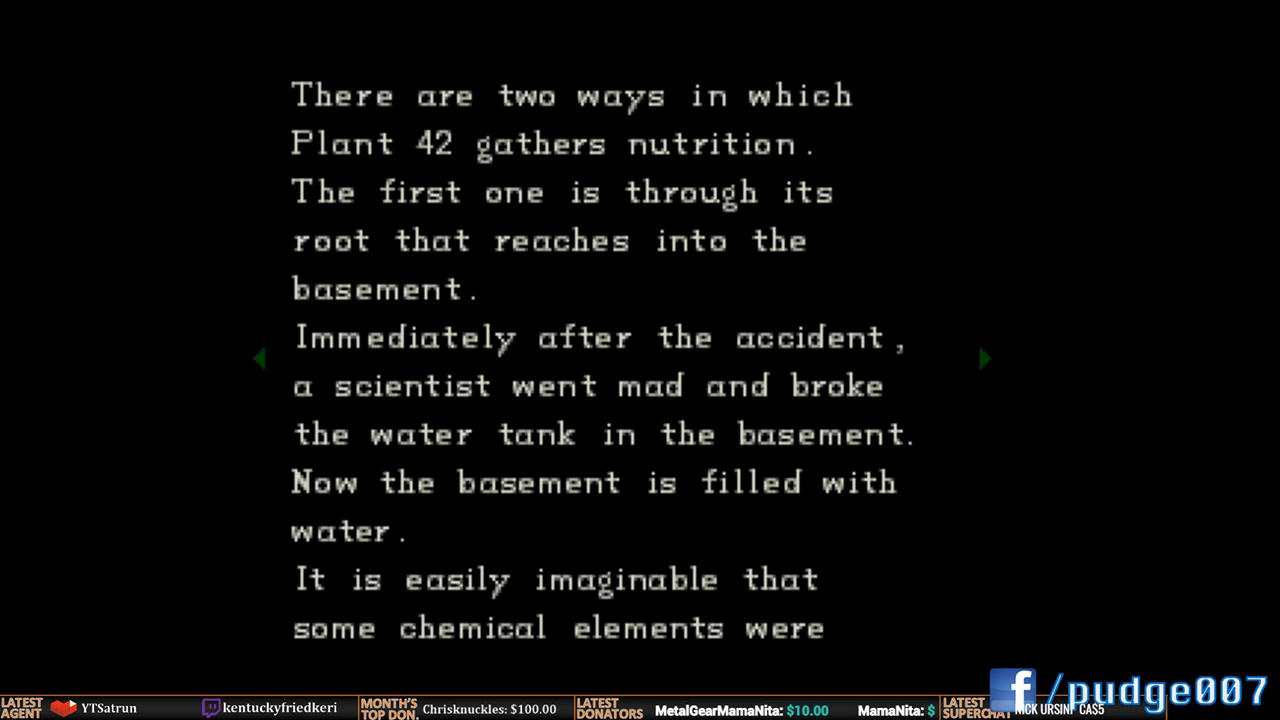 There are two ways in which
Plant 42 gathers nutrition.
The first one is through its
root that reaches into the
basement.
Immediately after the accident,
a scientist went mad and broke
the water tank in the basement.
Now the basement is filled with
water.
It is easily imaginable that
some chemical elements were
f/pudge007
LATEST AGENT YTSatrun
kentuckyfriedkeri
MONTH'S TOP DON. Chrisknuckles: $100.00
LATEST DONATORS MetalGearMamaNita: $10.00 MamaNita: $
LATEST SUPERCHAT NICK URSINI